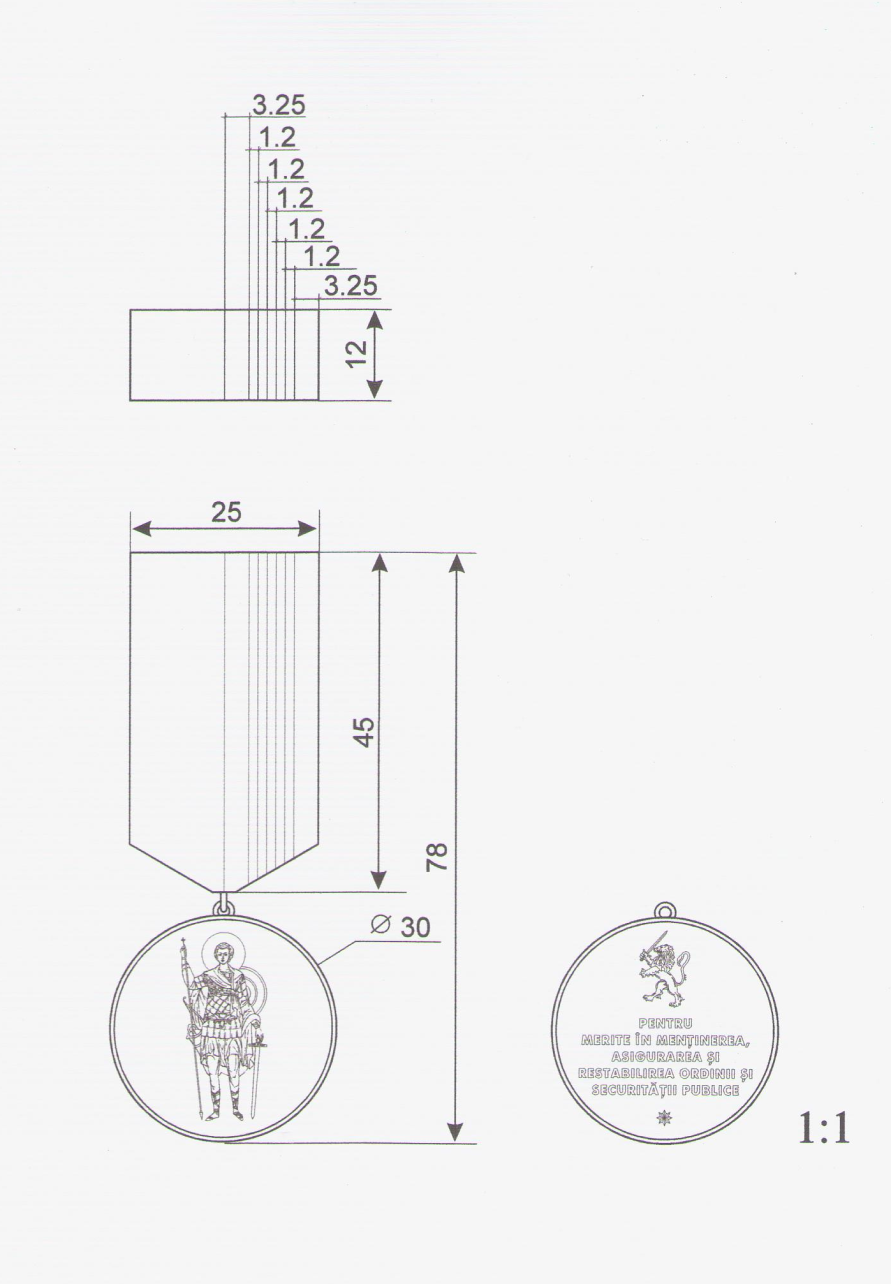 3.25
1.2
1.2
1.2
1.2
1.2
3.25
12
25
45
78
Ø 30
PENTRU
MERITE ÎN MENȚINEREA,
ASIGURAREA ȘI
RESTABILIREA ORDINII ȘI
SECURITĂȚII PUBLICE
1:1